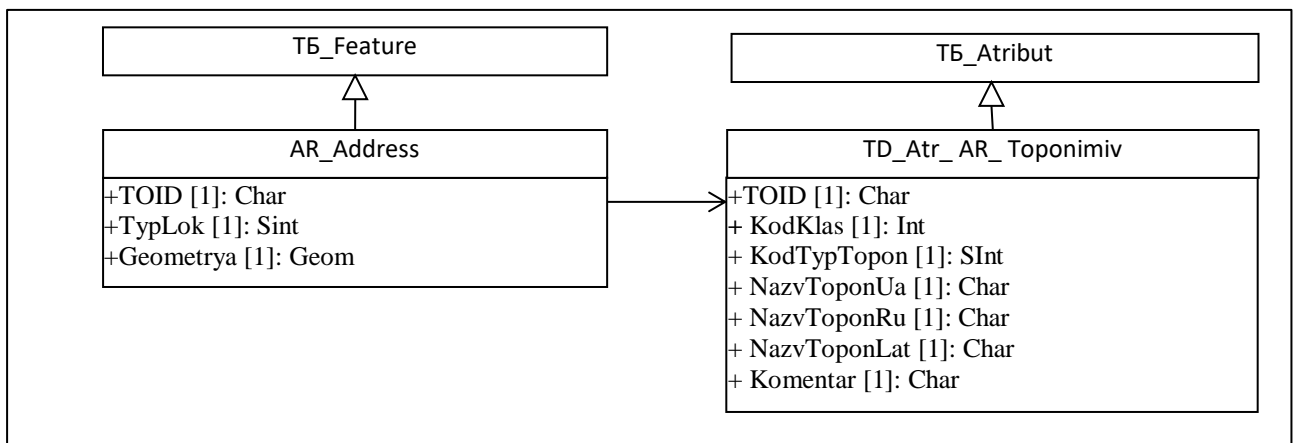 ТБ_Feature
AR_Address
+TOID [1]: Char
+TypLok [1]: Sint
+Geometrya [1]: Geom
ТБ_Atribut
TD_Atr_ AR_ Toponimiv
+TOID [1]: Char
+ KodKlas [1]: Int
+ KodTypTopon [1]: SInt
+ NazvToponUa [1]: Char
+ NazvToponRu [1]: Char
+ NazvToponLat [1]: Char
+ Komentar [1]: Char